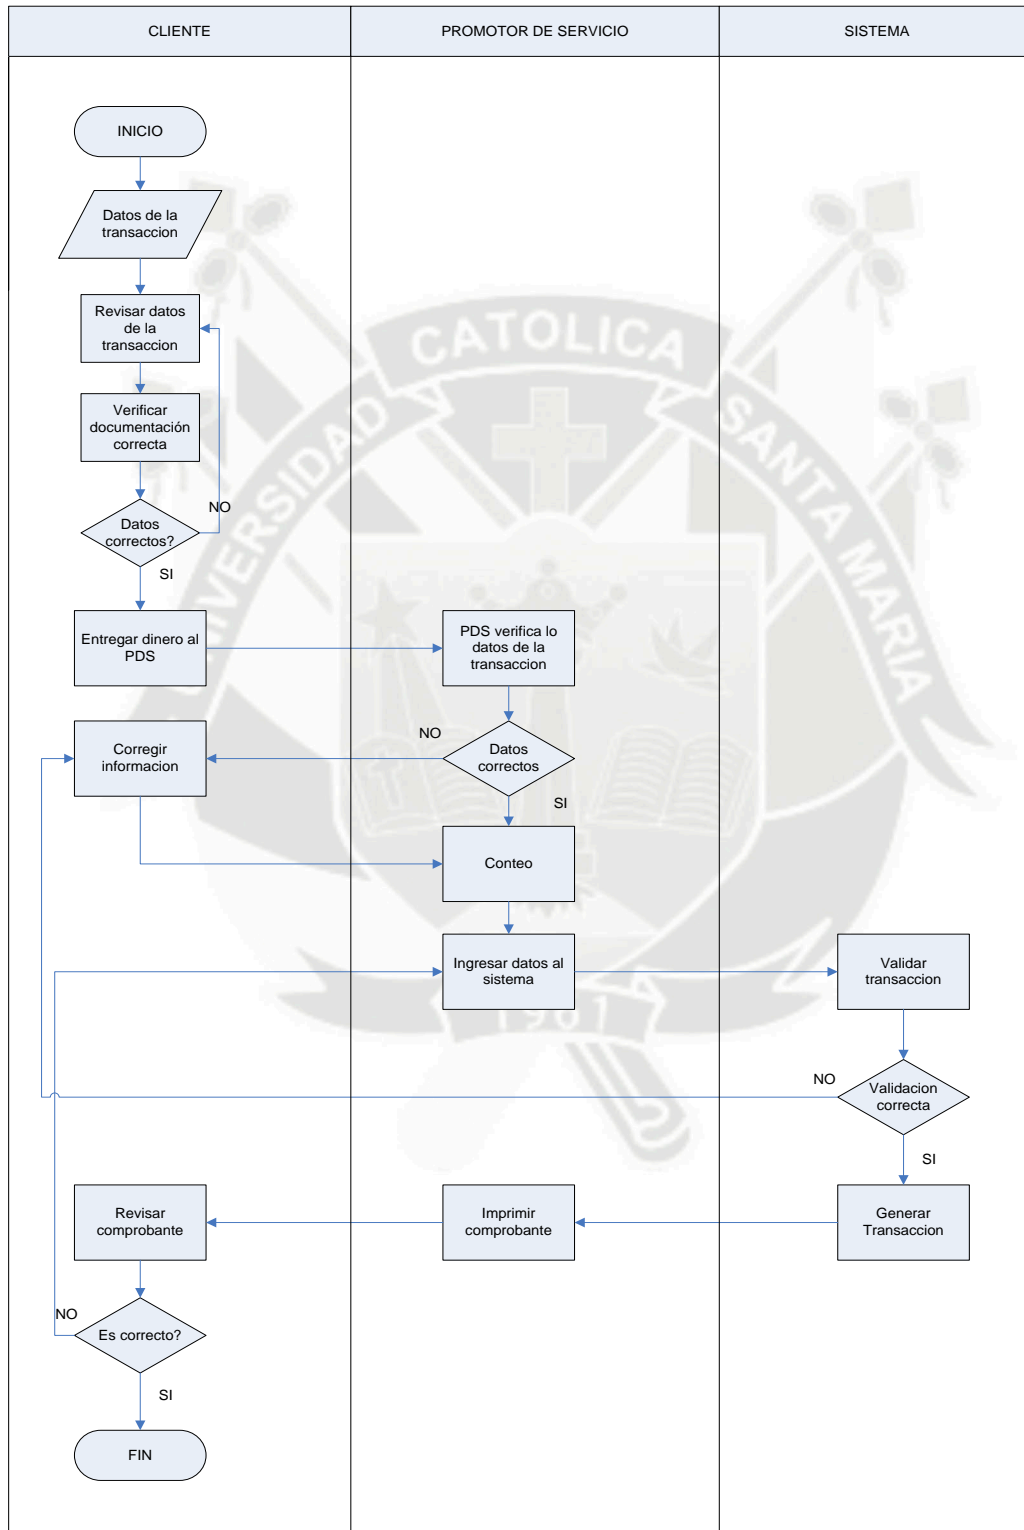 CLIENTE
PROMOTOR DE SERVICIO
SISTEMA
INICIO
Datos de la
transaccion
Revisar datos
de la
transaccion
Verificar
documentación
correcta
NO
Datos
correctos?
SI
Entregar dinero al
PDS
PDS verifica lo
datos de la
transaccion
NO
Datos
correctos
SI
Corregir
informacion
Conteo
Ingresar datos al
sistema
Validar
transaccion
NO
Validacion
correcta
SI
Generar
Transaccion
Imprimir
comprobante
Revisar
comprobante
NO
Es correcto?
SI
FIN
UNIVERSIDAD CATOLICA SANTA MARIA
1961